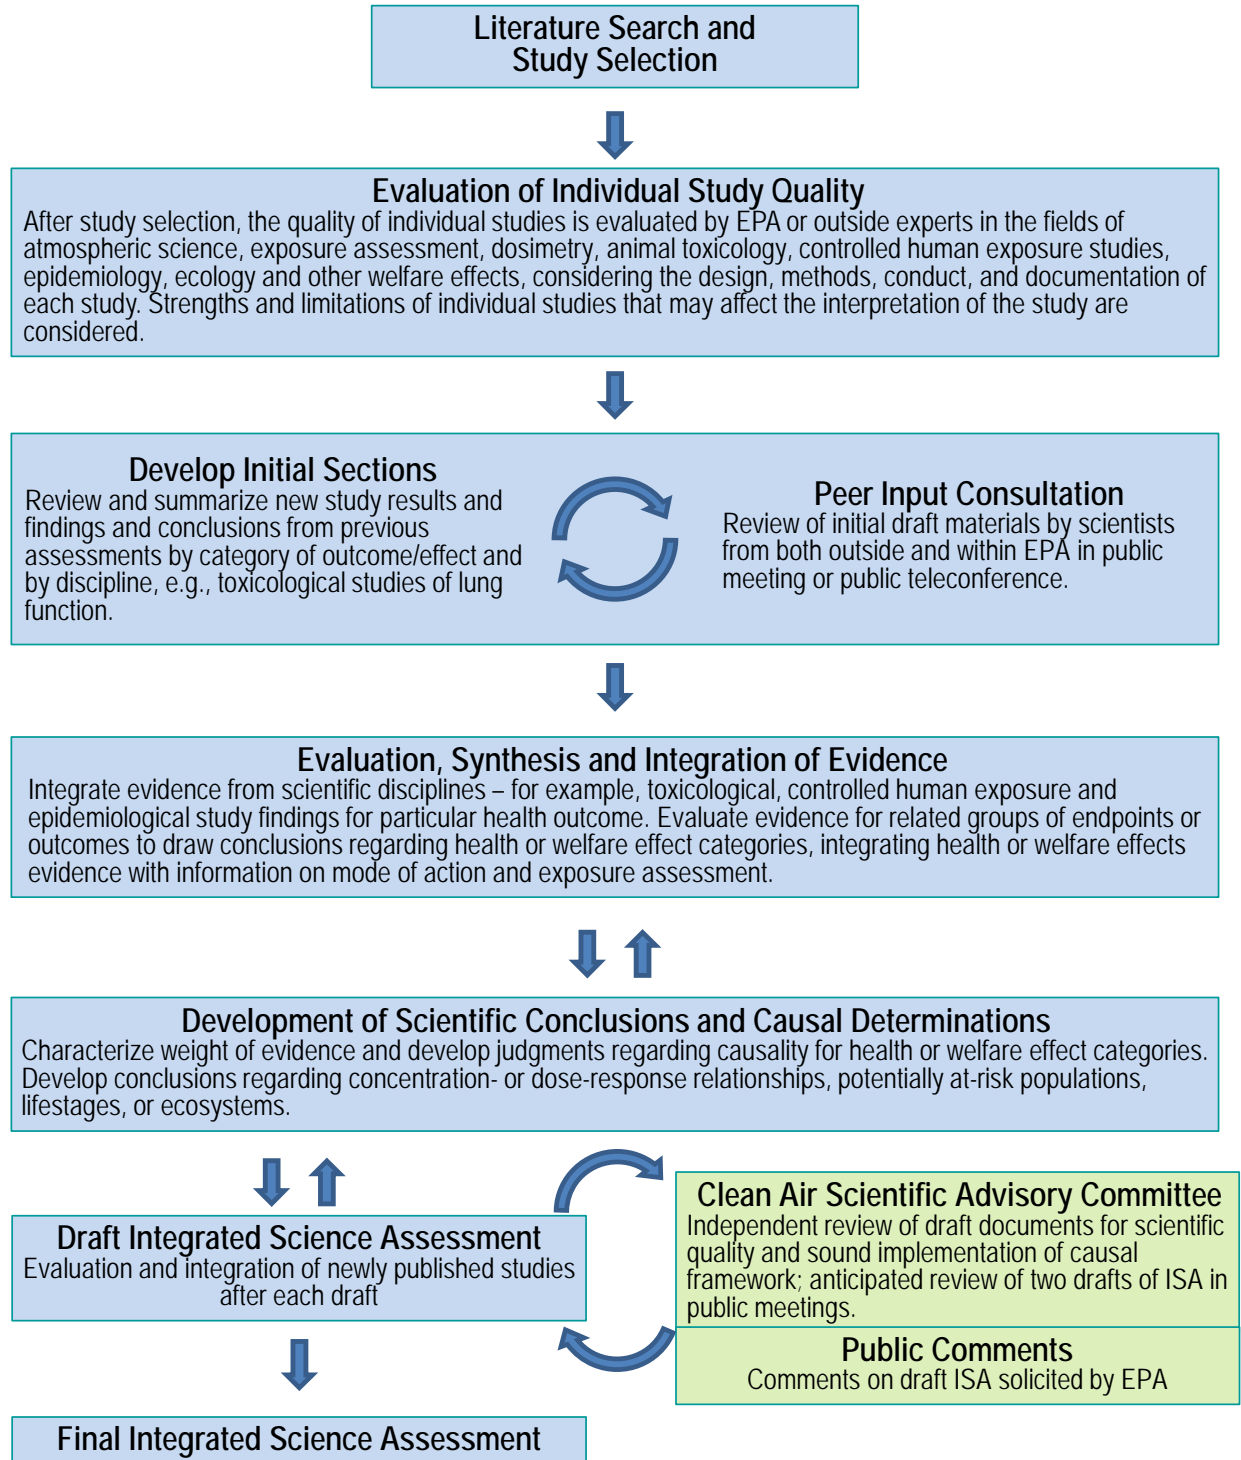 Literature Search and
Study Selection
Evaluation of Individual Study Quality
After study selection, the quality of individual studies is evaluated by EPA or outside experts in the fields of
atmospheric science, exposure assessment, dosimetry, animal toxicology, controlled human exposure studies,
epidemiology, ecology and other welfare effects, considering the design, methods, conduct, and documentation of
each study. Strengths and limitations of individual studies that may affect the interpretation of the study are
considered.
Develop Initial Sections
Review and summarize new study results and
findings and conclusions from previous
assessments by category of outcome/effect and
by discipline, e.g., toxicological studies of lung
function.
Peer Input Consultation
Review of initial draft materials by scientists
from both outside and within EPA in public
meeting or public teleconference.
Evaluation, Synthesis and Integration of Evidence
Integrate evidence from scientific disciplines – for example, toxicological, controlled human exposure and
epidemiological study findings for particular health outcome. Evaluate evidence for related groups of endpoints or
outcomes to draw conclusions regarding health or welfare effect categories, integrating health or welfare effects
evidence with information on mode of action and exposure assessment.
Development of Scientific Conclusions and Causal Determinations
Characterize weight of evidence and develop judgments regarding causality for health or welfare effect categories.
Develop conclusions regarding concentration- or dose-response relationships, potentially at-risk populations,
lifestages, or ecosystems.
Draft Integrated Science Assessment
Evaluation and integration of newly published studies
after each draft
Clean Air Scientific Advisory Committee
Independent review of draft documents for scientific
quality and sound implementation of causal
framework; anticipated review of two drafts of ISA in
public meetings.
Public Comments
Comments on draft ISA solicited by EPA
Final Integrated Science Assessment